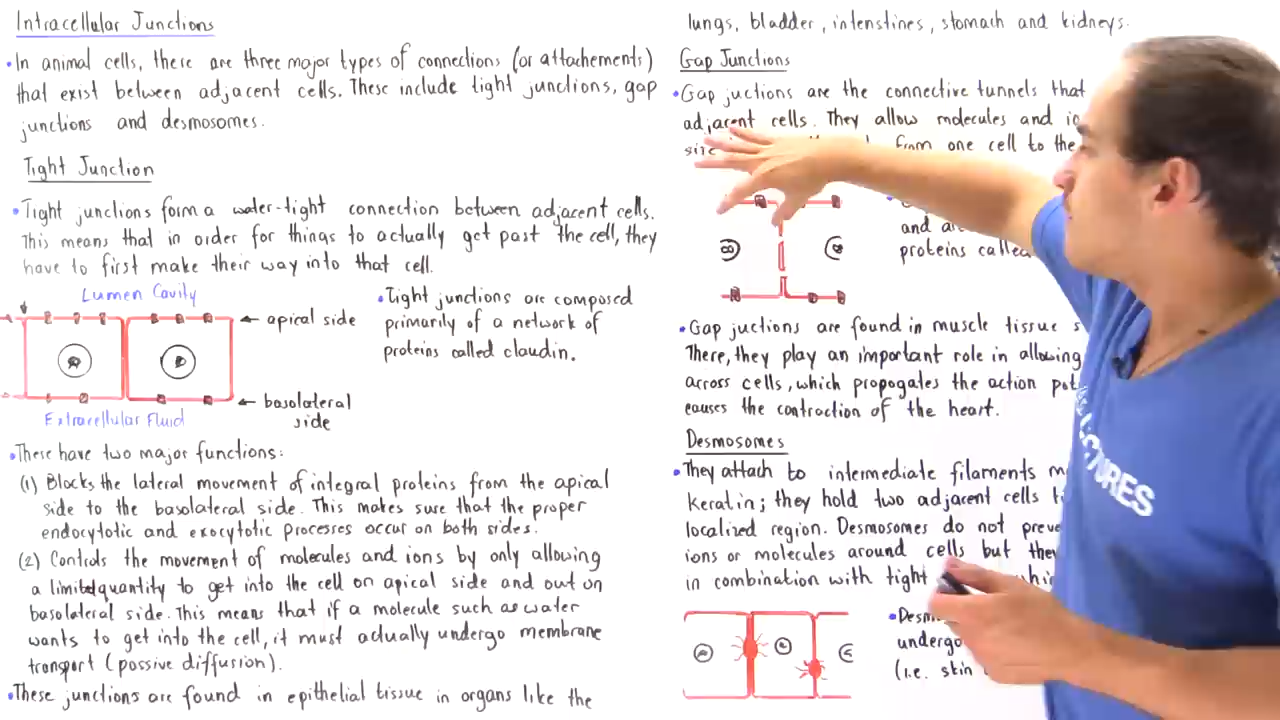 Intracellular Junctions
•In animal cells, there are three major types of connections (or attachements)
that exist between adjacent cells. These include tight junctions, gap
junctions and desmosomes.
Tight Junction
•Tight junctions form a water-tight connection between adjacent cells.
This means that in order for things to actually get past the cell, they
have to first make their way into that cell.
Lumen Cavity
apical side
basolateral
side
Extracellular Fluid
•Tight junctions are composed
primarily of a network of
proteins called claudin.
•These have two major functions:
(1) Blocks the lateral movement of integral proteins from the apical
side to the basolateral side. This makes sure that the proper
endocytotic and exocytotic processes occur on both sides.
(2) Controls the movement of molecules and ions by only allowing
a limited quantity to get into the cell on apical side and out on
basolateral side. This means that if a molecule such as water
wants to get into the cell, it must actually undergo membrane
transport (passive diffusion).
•These junctions are found in epithelial tissue in organs like the
lungs, bladder, intenstines, stomach and kidneys.
Gap Junctions
•Gap juctions are the connective tunnels that
adjacent cells. They allow molecules and
from one cell to the
and
proteins called
•Gap juctions are found in muscle tissue
There, they play an important role in allowing
across cells, which propogates the action
causes the contraction of the heart.
Desmosomes
•They attach to intermediate filaments
keratin; they hold two adjacent cells
localized region. Desmosomes do not
ions or molecules around cells but they
in combination with tight
undergo
(i.e. skin
LECTURES